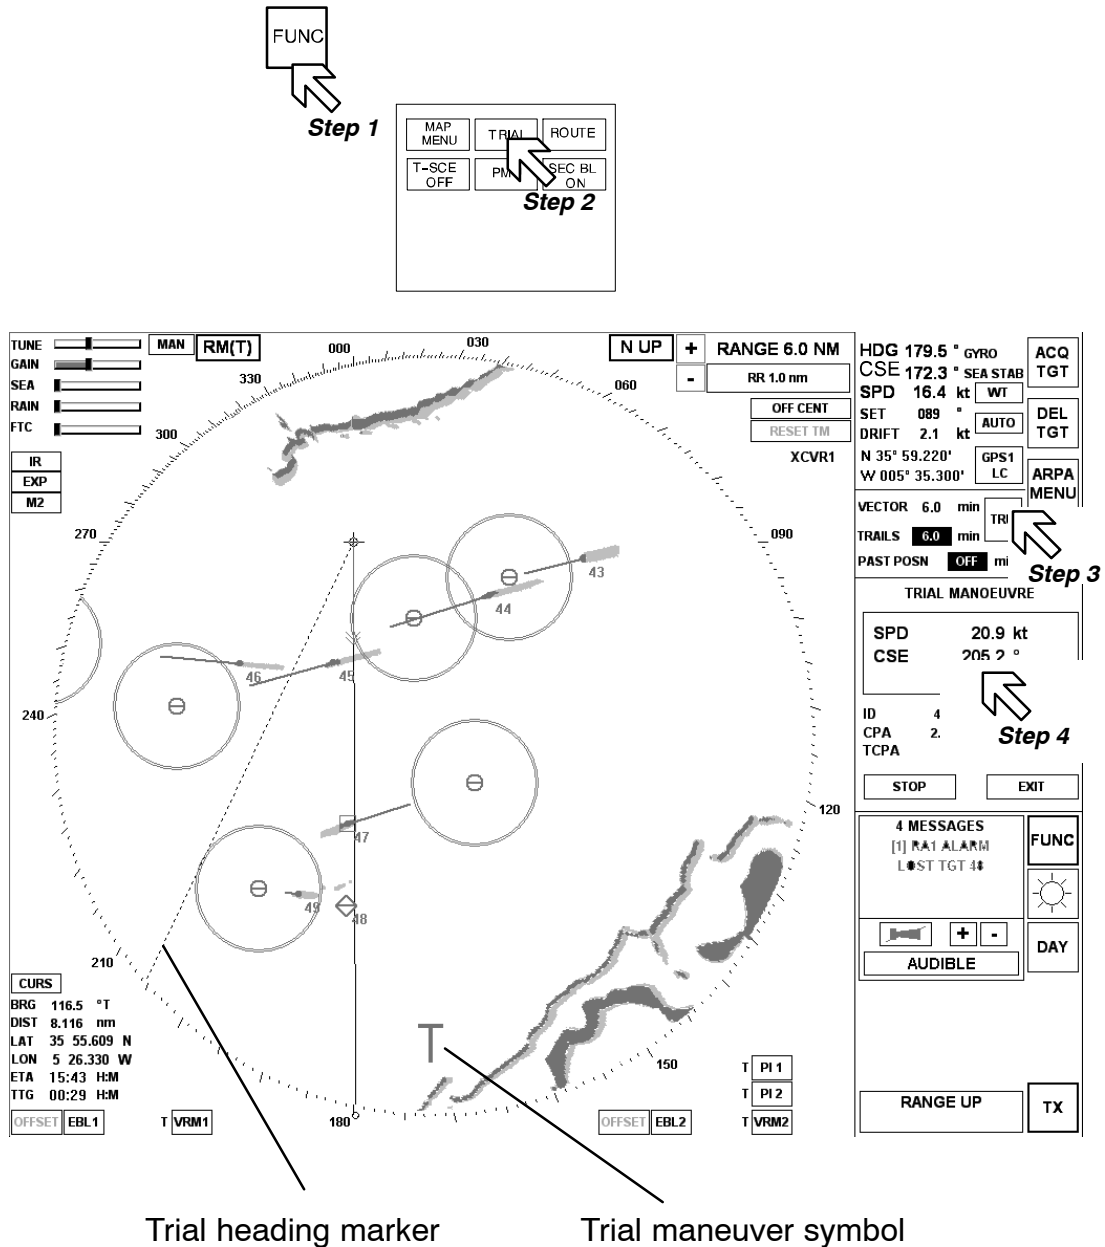 FUNC
Step 1
MAP
MENU
TRIAL
ROUTE
T-SCE
OFF
PM
SEC BL
ON
Step 2
TUNE
GAIN
SEA
RAIN
FTC
MAN
RM(T)
IR
EXP
M2
000
030
060
090
120
150
180
210
240
270
300
330
N UP
+
-
RANGE 6.0 NM
RR 1.0 nm
OFF CENT
RESET TM
XCVR1
43
44
45
46
47
48
49
T
HDG 179.5 ° GYRO
CSE 172.3 ° SEA STAB
SPD 16.4 kt WT
SET 089 °
DRIFT 2.1 kt AUTO
N 35° 59.220'
W 005° 35.300'
GPS1
LC
ACQ
TGT
DEL
TGT
ARPA
MENU
VECTOR 6.0 min
TRAILS 6.0 min
PAST POSN OFF
Step 3
TRIAL MANOEUVRE
SPD 20.9 kt
CSE 205.2 °
ID 4
CPA 2.
TCPA
Step 4
STOP
EXIT
4 MESSAGES
[1] RA1 ALARM
LOST TGT 48
+
-
AUDIBLE
FUNC
DAY
RANGE UP
TX
CURS
BRG 116.5 °T
DIST 8.116 nm
LAT 35 55.609 N
LON 5 26.330 W
ETA 15:43 H:M
TTG 00:29 H:M
OFFSET EBL1
T VRM1
OFFSET EBL2
T PI 1
T PI 2
T VRM2
Trial heading marker
Trial maneuver symbol